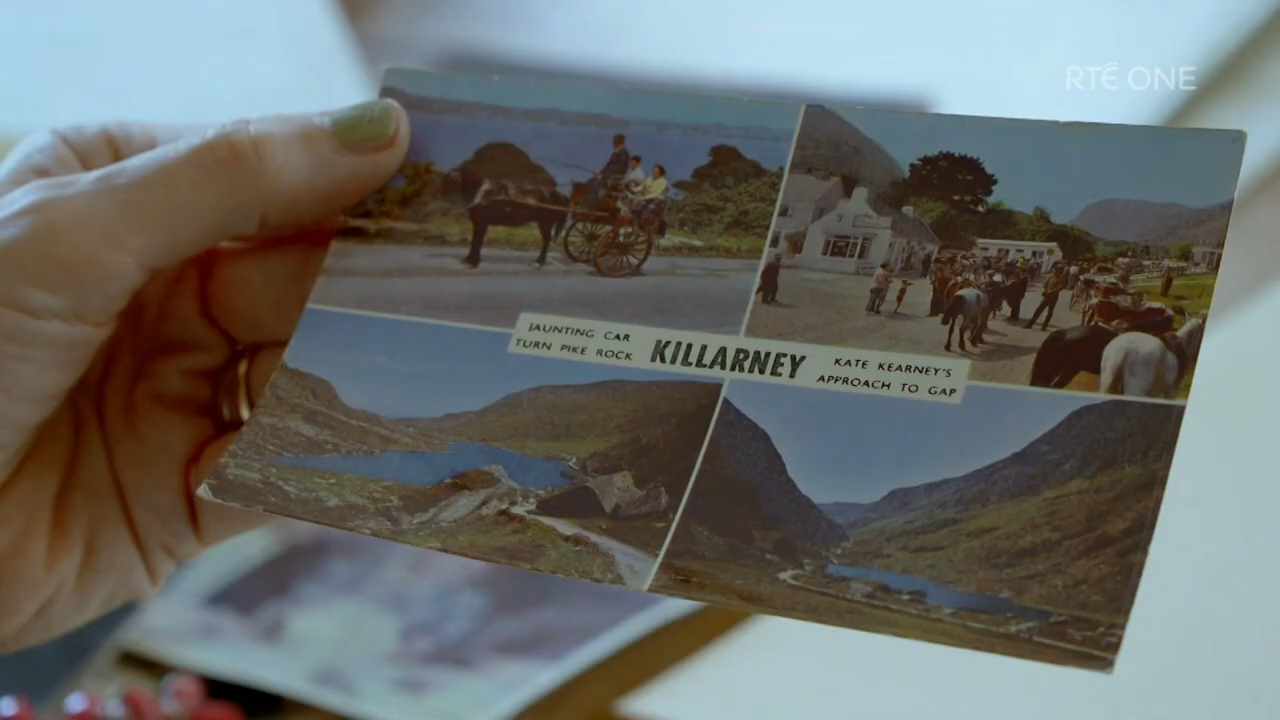 RTÉ ONE
JAUNTING CAR
TURN PIKE ROCK
KILLARNEY
KATE KEARNEY'S
APPROACH TO GAP